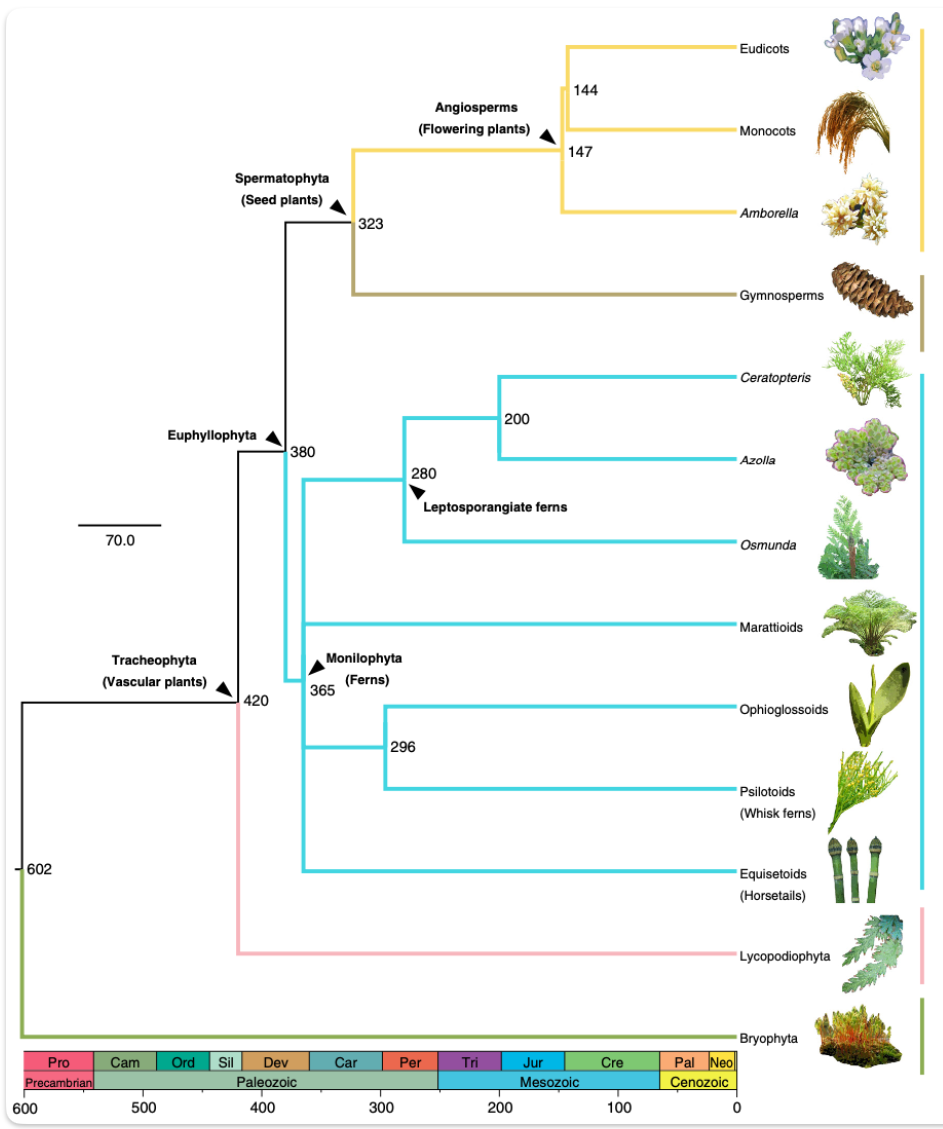 Eudicots
144
Angiosperms
(Flowering plants)
Monocots
147
Spermatophyta
(Seed plants)
Amborella
323
Gymnosperms
Ceratopteris
200
Euphyllophyta
380
Azolla
280
Leptosporangiate ferns
70.0
Osmunda
Marattioids
Tracheophyta
(Vascular plants)
Monilophyta
(Ferns)
365
420
Ophioglossoids
296
Psilotoids
(Whisk ferns)
602
Equisetoids
(Horsetails)
Lycopodiophyta
Bryophyta
Pro Cam Ord Sil Dev Car Per Tri Jur Cre Pal Neo
Precambrian Paleozoic Mesozoic Cenozoic
600 500 400 300 200 100 0